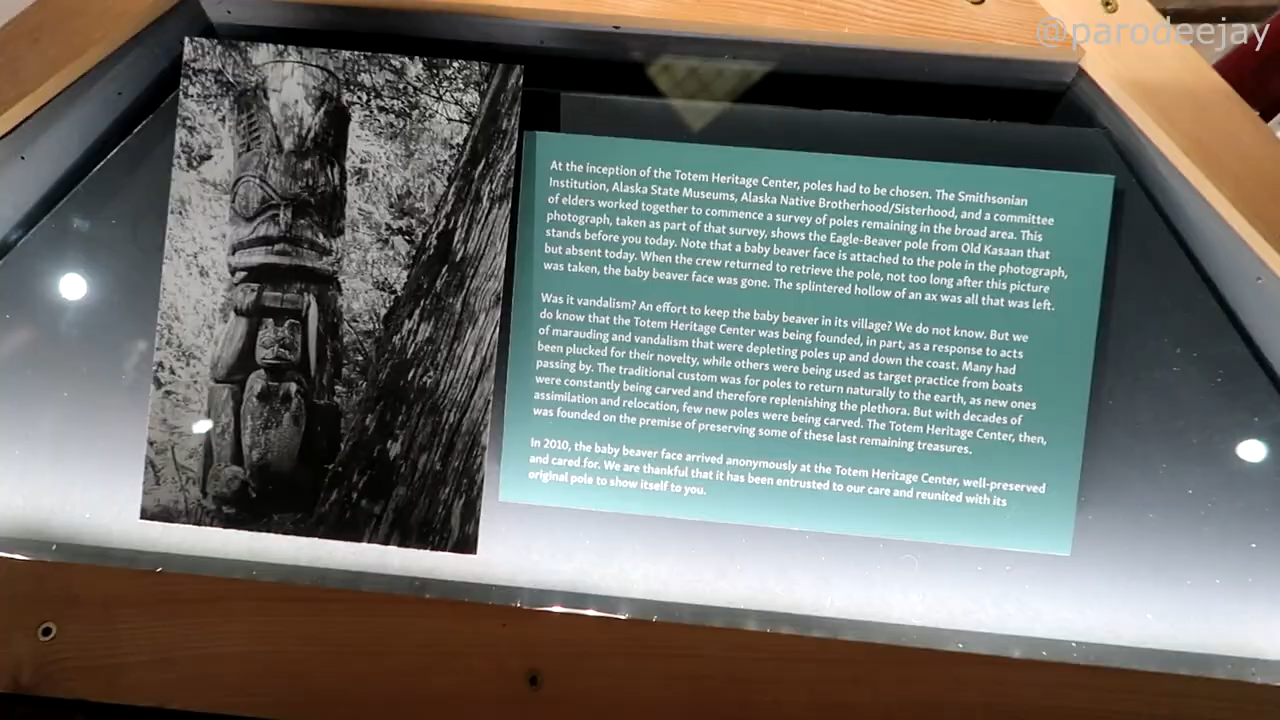 @parodeejay
At the inception of the Totem Heritage Center, poles had to be chosen. The Smithsonian
Institution, Alaska State Museums, Alaska Native Brotherhood/Sisterhood, and a committee
of elders worked together to commence a survey of poles remaining in the broad area. This
photograph, taken as part of that survey, shows the Eagle-Beaver pole from Old Kasaan that
stands before you today. Note that a baby beaver face is attached to the pole in the photograph,
but absent today. When the crew returned to retrieve the pole, not too long after this picture
was taken, the baby beaver face was gone. The splintered hollow of an ax was all that was left.
Was it vandalism? An effort to keep the baby beaver in its village? We do not know. But we
do know that the Totem Heritage Center was being founded, in part, as a response to acts
of marauding and vandalism that were depleting poles up and down the coast. Many had
been plucked for their novelty, while others were being used as target practice from boats
passing by. The traditional custom was for poles to return naturally to the earth, as new ones
were constantly being carved and therefore replenishing the plethora. But with decades of
assimilation and relocation, few new poles were being carved. The Totem Heritage Center, then,
was founded on the premise of preserving some of these last remaining treasures.
In 2010, the baby beaver face arrived anonymously at the Totem Heritage Center, well-preserved
and cared for. We are thankful that it has been entrusted to our care and reunited with its
original pole to show itself to you.